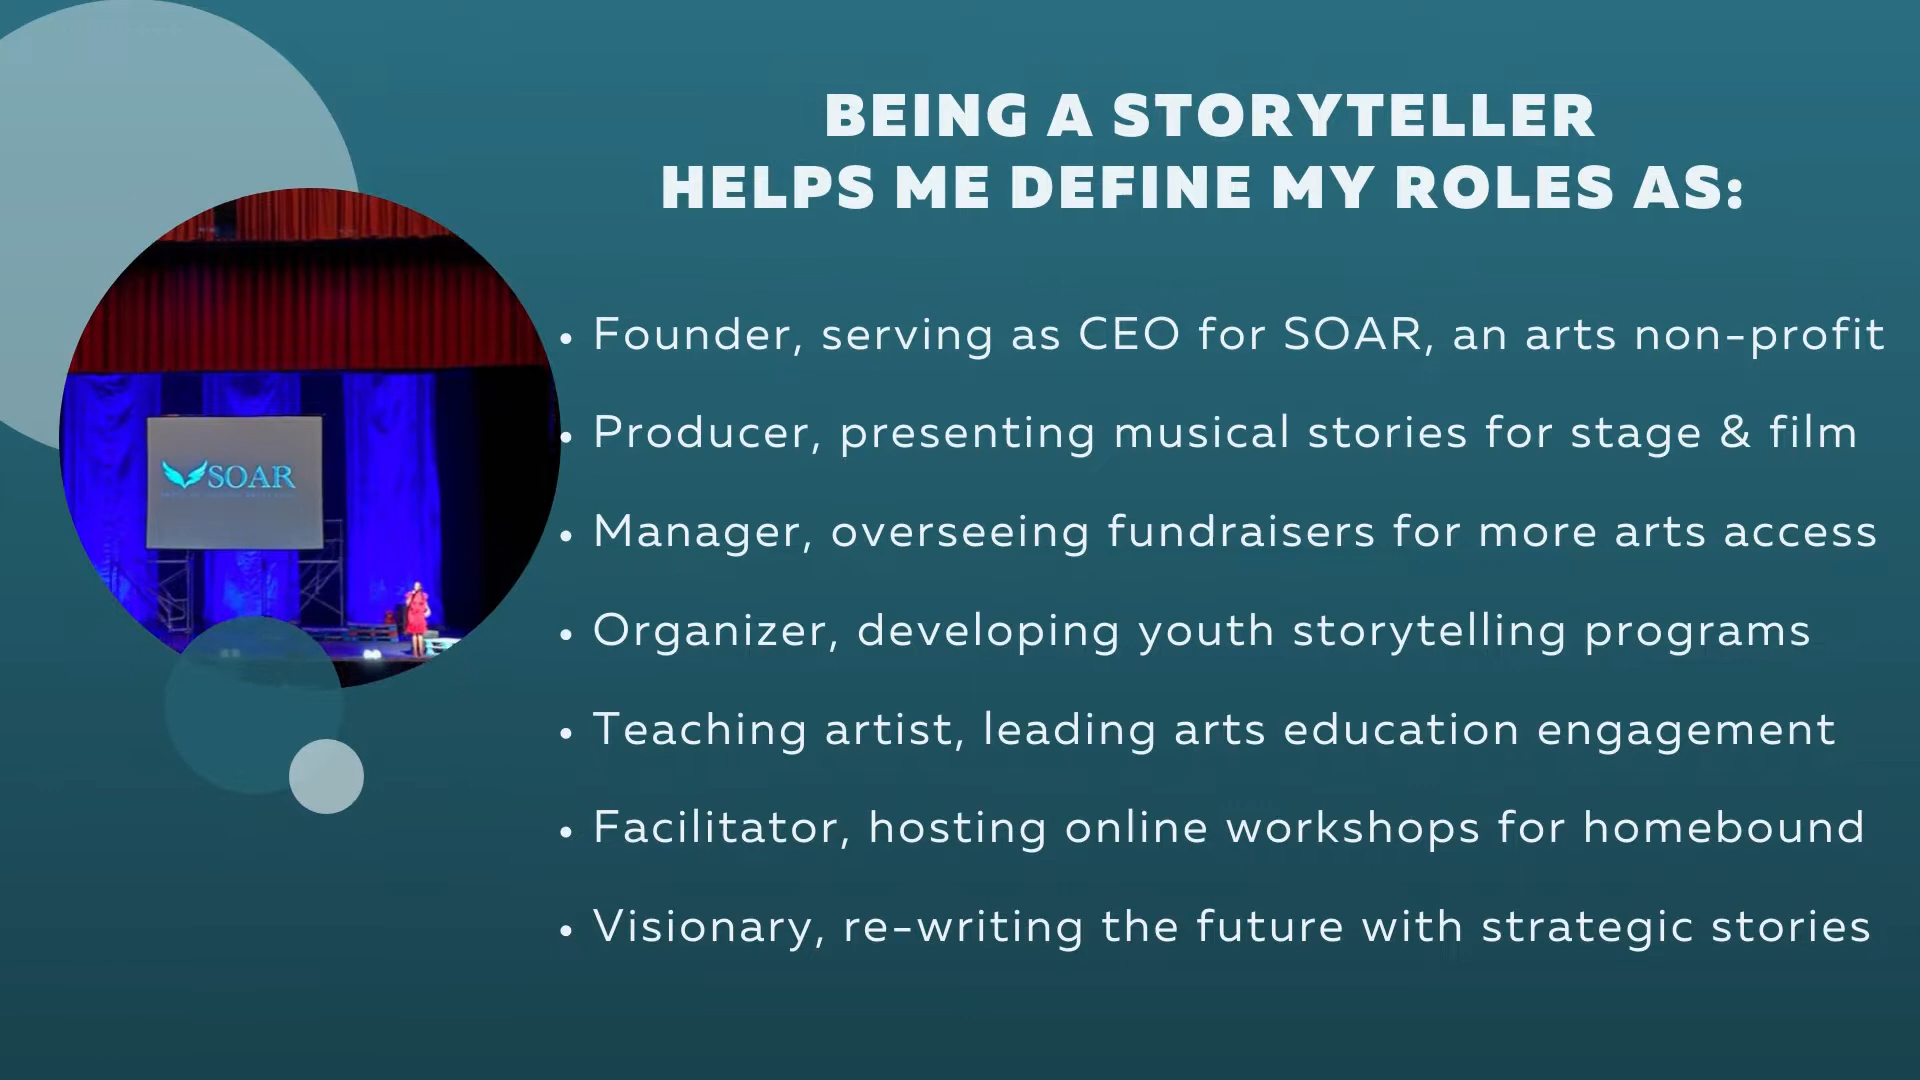 BEING A STORYTELLER
HELPS ME DEFINE MY ROLES AS:
• Founder, serving as CEO for SOAR, an arts non-profit
• Producer, presenting musical stories for stage & film
• Manager, overseeing fundraisers for more arts access
• Organizer, developing youth storytelling programs
• Teaching artist, leading arts education engagement
• Facilitator, hosting online workshops for homebound
• Visionary, re-writing the future with strategic stories
SOAR